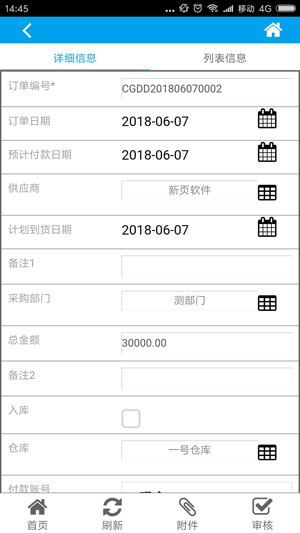 14:45 ... 移动 4G
详细信息 列表信息
订单编号* CGDD201806070002
订单日期 2018-06-07
预计付款日期 2018-06-07
供应商 新页软件
计划到货日期 2018-06-07
备注1
采购部门 测部门
总金额 30000.00
备注2
入库
仓库 一号仓库
付款账号
首页 刷新 附件 审核